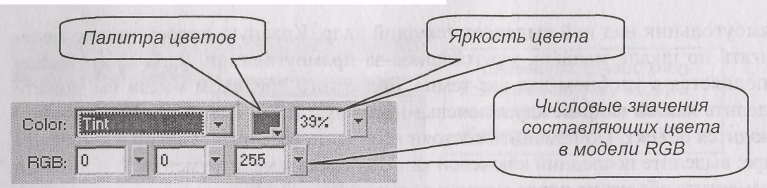 Палитра цветов
Яркость цвета
Color: Tint 39%
RGB: 0 0 255
Числовые значения
составляющих цвета
в модели RGB